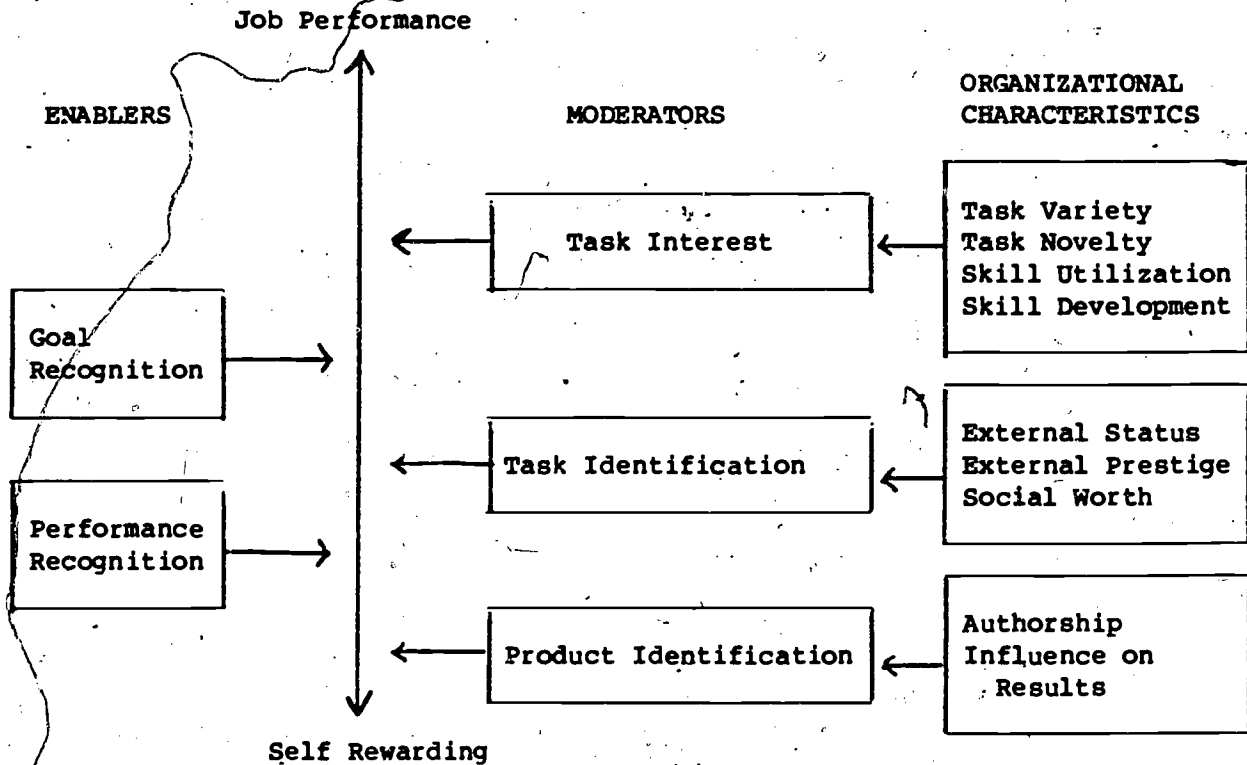 Job Performance
ENABLERS
MODERATORS
ORGANIZATIONAL
CHARACTERISTICS
Task Interest
Task Variety
Task Novelty
Skill Utilization
Skill Development
Goal
Recognition
Task Identification
External Status
External Prestige
Social Worth
Performance
Recognition
Product Identification
Authorship
Influence on
Results
Self Rewarding